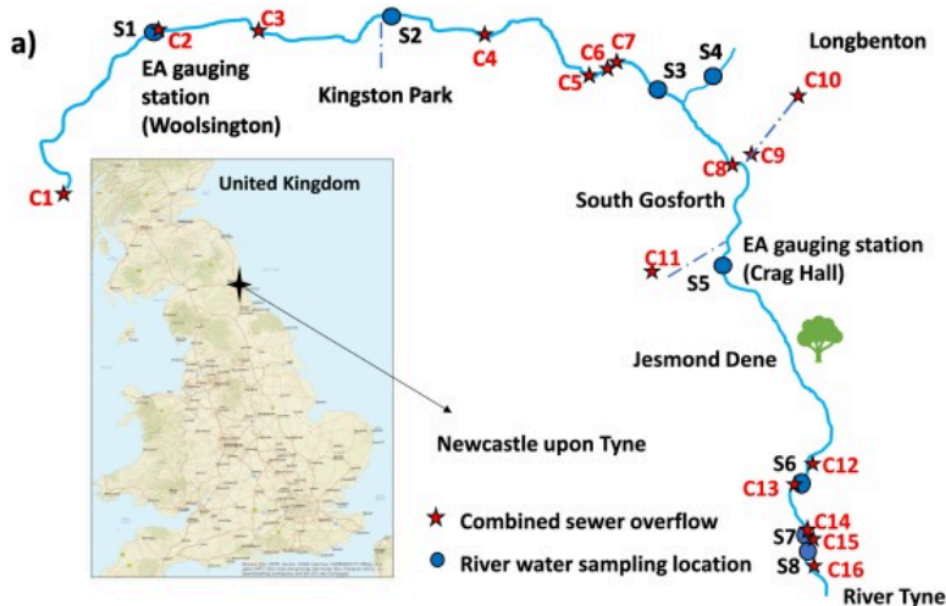 a)
S1
C2
C3
S2
C4
C5
C6
C7
S3
S4
Longbenton
C10
EA gauging
station
(Woolsington)
Kingston Park
C1
United Kingdom
C8
C9
South Gosforth
EA gauging station
(Crag Hall)
C11
S5
Jesmond Dene
Newcastle upon Tyne
S6
C12
C13
Combined sewer overflow
C14
S7
C15
River water sampling location
S8
C16
River Tyne